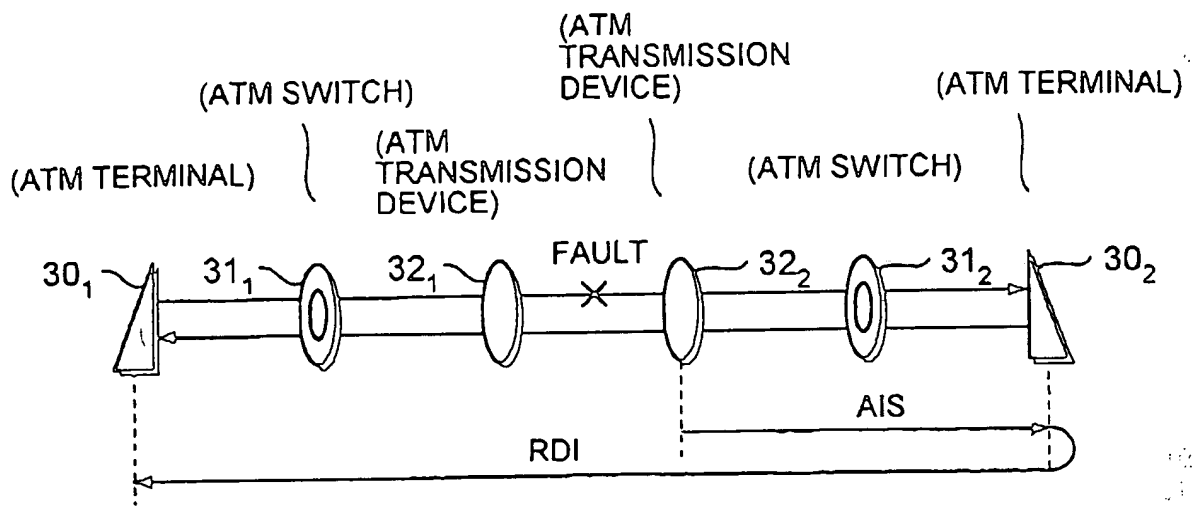 (ATM
TRANSMISSION
DEVICE)
(ATM SWITCH)
(ATM TERMINAL)
(ATM
TRANSMISSION
DEVICE)
(ATM TERMINAL)
(ATM SWITCH)
30₁
31₁
32₁
FAULT
32₂
31₂
30₂
AIS
RDI